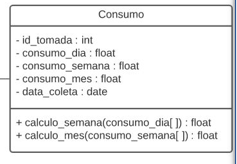 Consumo
- id_tomada : int
- consumo_dia : float
- consumo_semana : float
- consumo_mes : float
- data_coleta : date
+ calculo_semana(consumo_dia[ ]) : float
+ calculo_mes(consumo_semana[ ]) : float